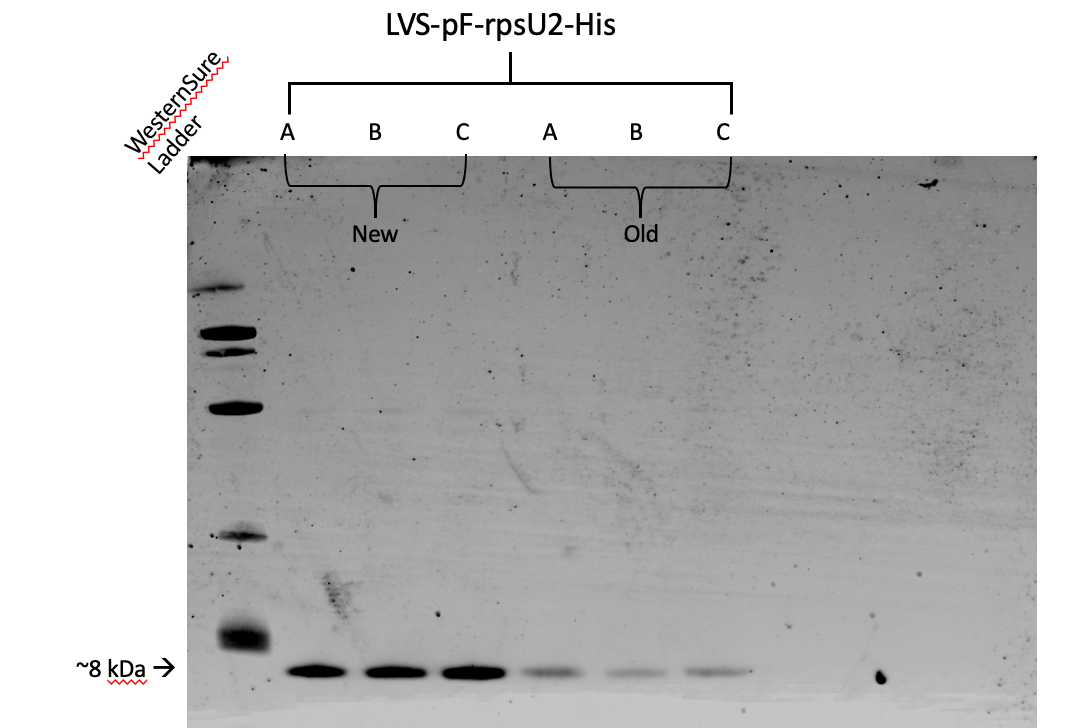 LVS-pF-rpsU2-His
WesternSure
Ladder
A B C A B C
New Old
~8 kDa →